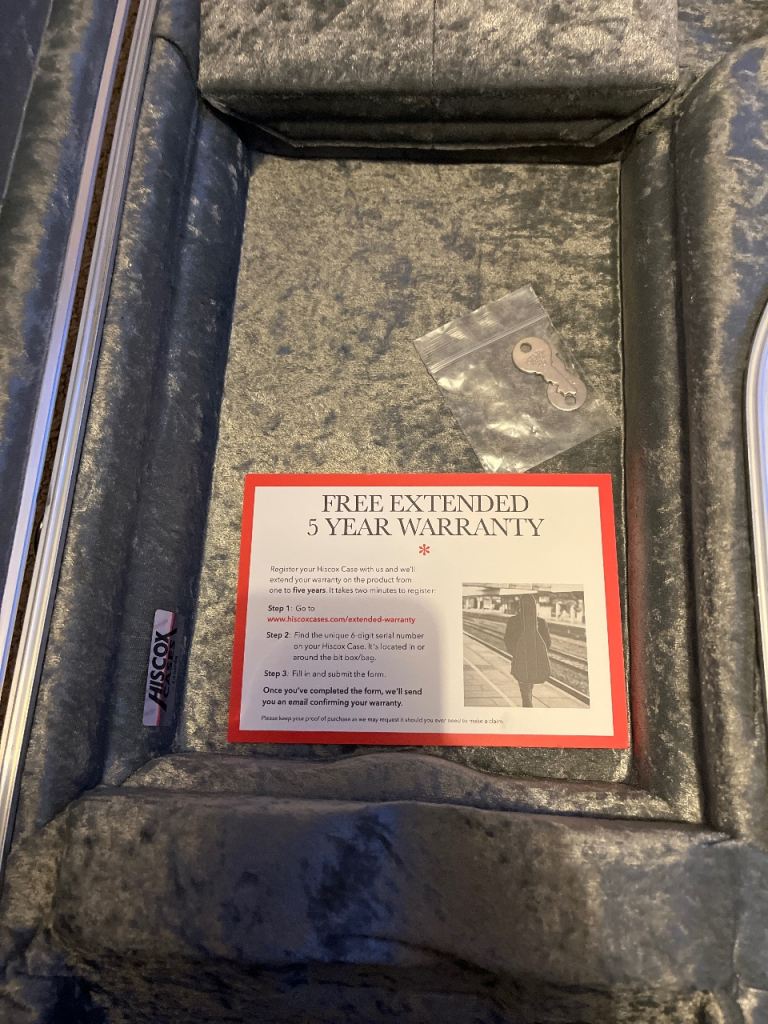 FREE EXTENDED
5 YEAR WARRANTY
*
Register your Hiscox Case with us and we'll
extend your warranty on the product from
one to five years. It takes two minutes to register:
Step 1: Go to
www.hiscoxcases.com/extended-warranty
Step 2: Find the unique 6-digit serial number
on your Hiscox Case. It's located in or
around the bit box/bag.
Step 3: Fill in and submit the form.
Once you've completed the form, we'll send
you an email confirming your warranty.
Please keep your proof of purchase as we may request it should you ever need to make a claim.
HISCOX
CASES